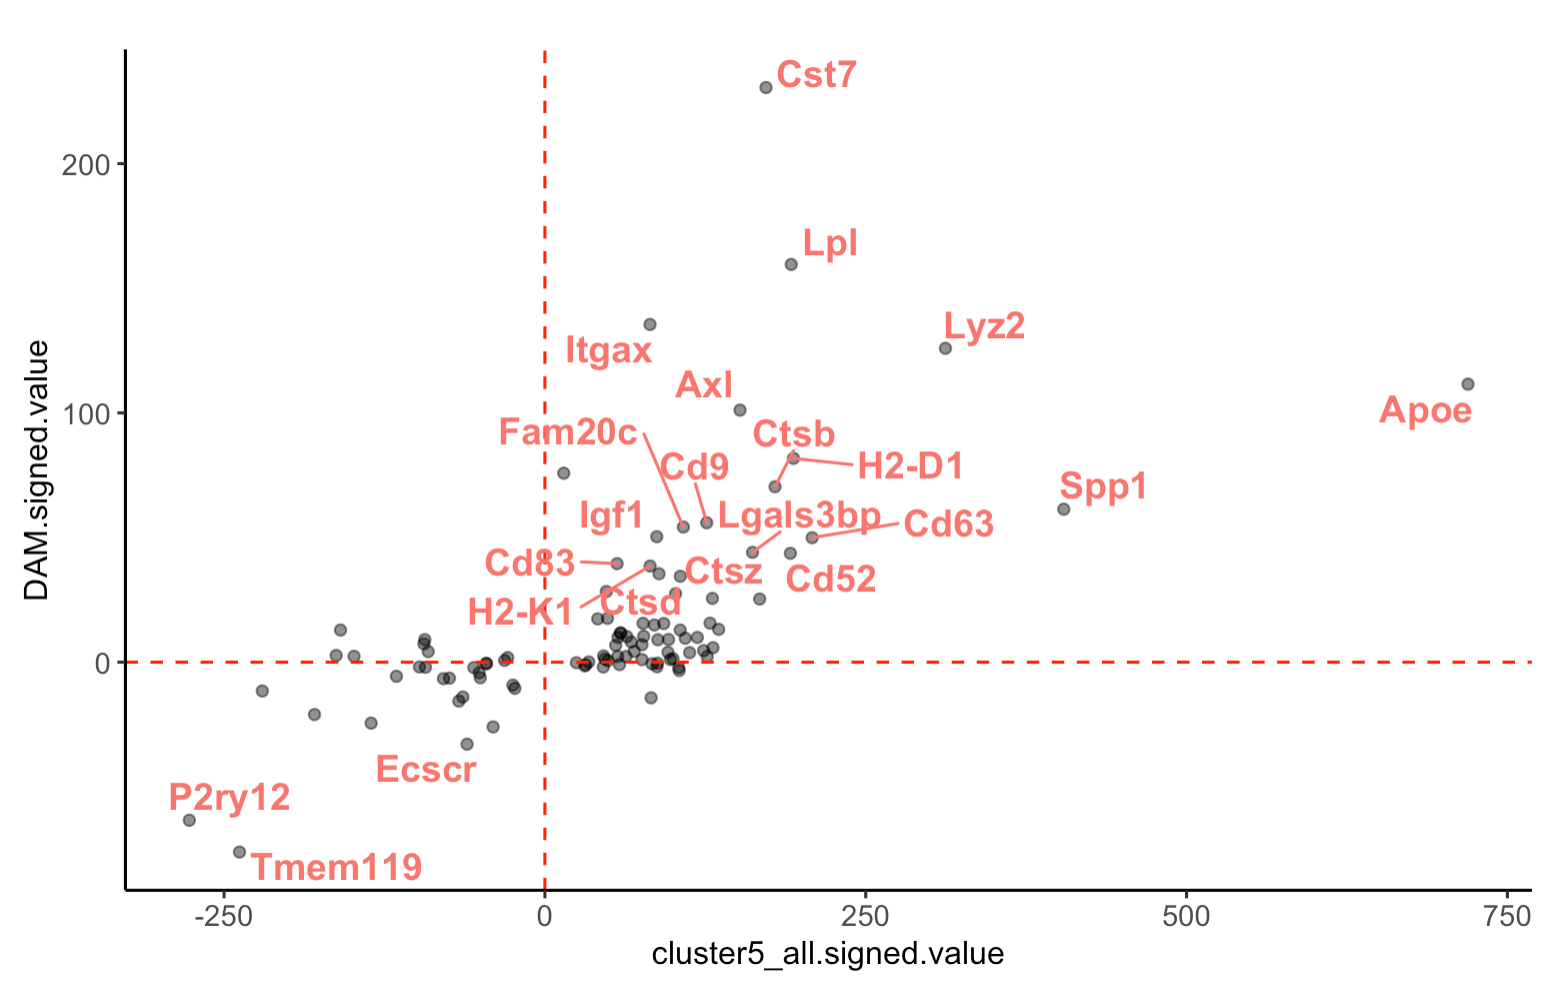 Cst7
200
Lpl
Lyz2
Itgax
Axl
100
Apoe
Fam20c
Ctsb
Cd9
H2-D1
Spp1
Igf1
Lgals3bp
Cd63
Cd83
Ctsz
Cd52
H2-K1
Ctsd
0
Ecscr
P2ry12
Tmem119
-250
0
250
500
750
cluster5_all.signed.value
DAM.signed.value